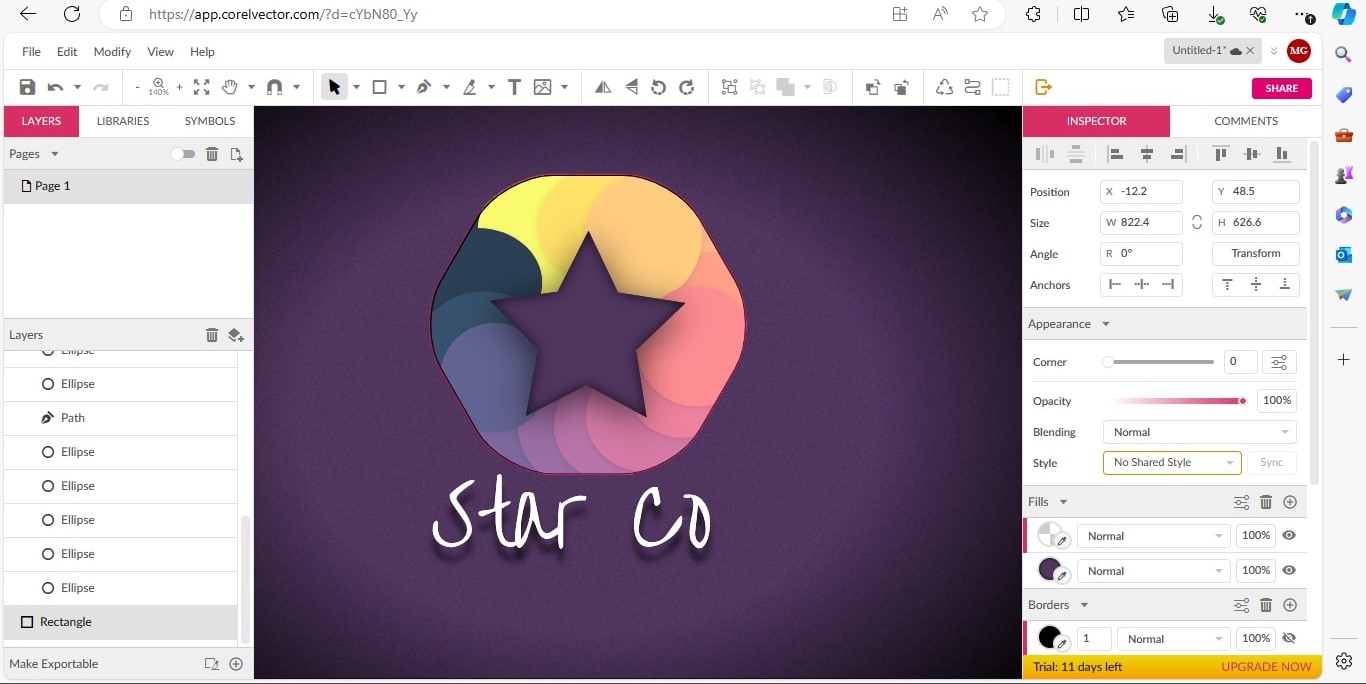 https://app.corelvector.com/?d=cYbN80_Yy
File Edit Modify View Help
Untitled-1*
MG
- 140% +
SHARE
LAYERS LIBRARIES SYMBOLS
INSPECTOR COMMENTS
Pages
Page 1
Position X -12.2 Y 48.5
Size W 822.4 H 626.6
Angle R 0° Transform
Anchors
Appearance
Layers
Ellipse
Corner 0
Ellipse
Opacity 100%
Path
Blending Normal
Ellipse
Style No Shared Style Sync
Ellipse
Fills
Ellipse
Normal 100%
Ellipse
Normal 100%
Ellipse
Borders
Rectangle
1 Normal 100%
Make Exportable
Trial: 11 days left UPGRADE NOW
Star Co